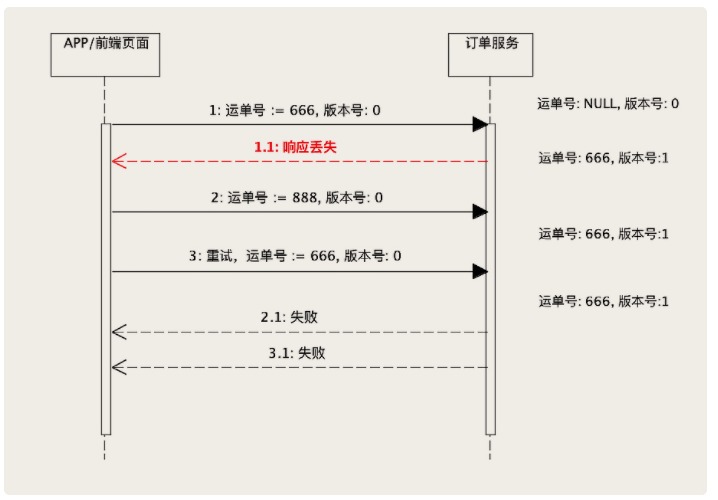 APP/前端页面
订单服务
运单号: NULL, 版本号: 0
1: 运单号 := 666, 版本号: 0
1.1: 响应丢失
运单号: 666, 版本号:1
2: 运单号 := 888, 版本号: 0
运单号: 666, 版本号:1
3: 重试，运单号 := 666, 版本号: 0
运单号: 666, 版本号:1
2.1: 失败
3.1: 失败